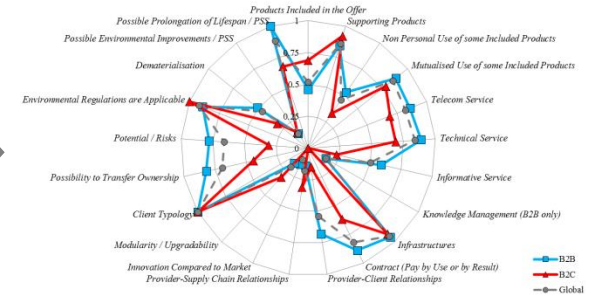 Products Included in the Offer
Possible Prolongation of Lifespan / PSS
1
Supporting Products
Possible Environmental Improvements / PSS
Non Personal Use of some Included Products
0.75
Dematerialisation
Mutualised Use of some Included Products
0.5
Environmental Regulations are Applicable
Telecom Service
0.25
Potential / Risks
Technical Service
0
Possibility to Transfer Ownership
Informative Service
Client Typology
Knowledge Management (B2B only)
Modularity / Upgradability
Infrastructures
Innovation Compared to Market
Contract (Pay by Use or by Result)
Provider-Supply Chain Relationships
Provider-Client Relationships
B2B
B2C
Global